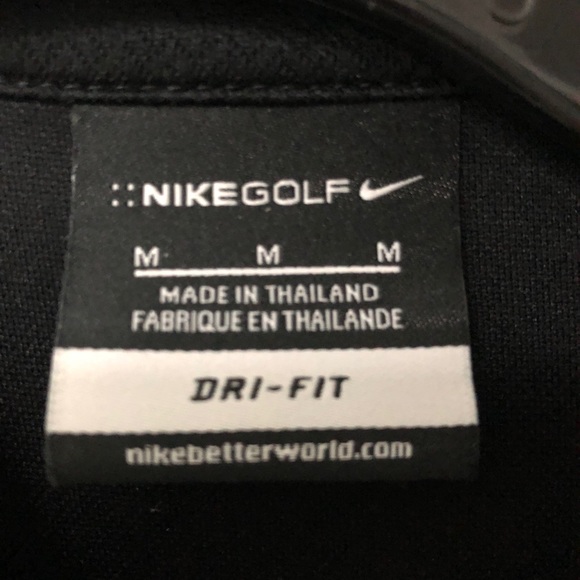 ::NIKEGOLF
M M M
MADE IN THAILAND
FABRIQUE EN THAILANDE
DRI-FIT
nikebetterworld.com